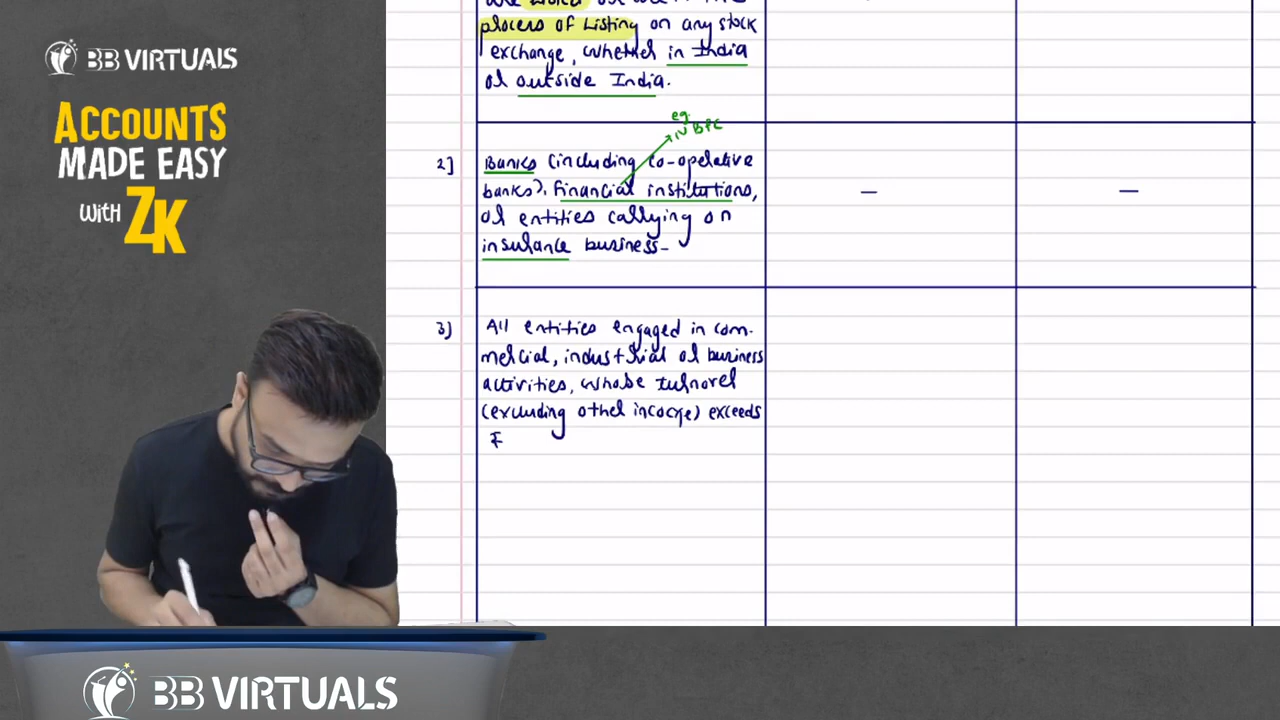 BB VIRTUALS
ACCOUNTS
MADE EASY
with ZK
process of Listing on any stock
exchange, whether in India
or outside India.
eg.
NBFC
2] Banks (including co-operative
banks), financial institutions, — —
or entities carrying on
insurance business-
3] All entities engaged in com-
mercial, industrial or business
activities, whose turnover
(excluding other income) exceeds
₹
BB VIRTUALS